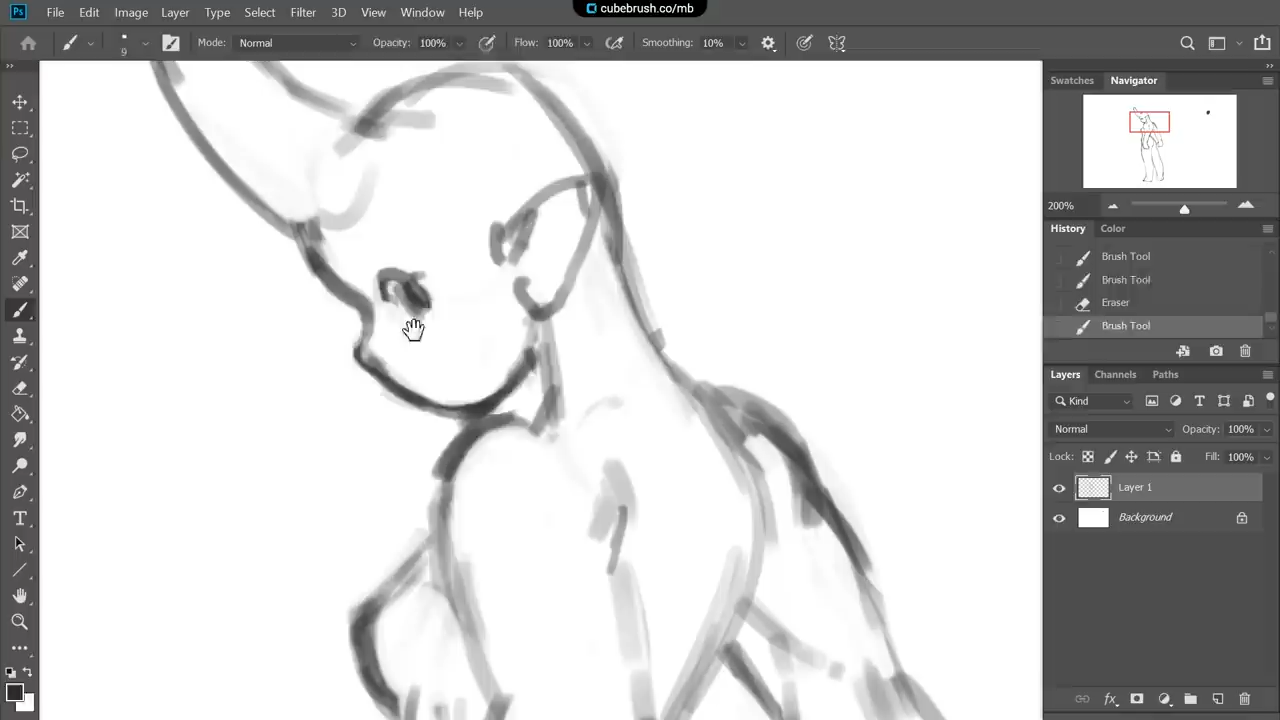 cubebrush.co/mb
Ps File Edit Image Layer Type Select Filter 3D View Window Help
9 Mode: Normal Opacity: 100% Flow: 100% Smoothing: 10%
Swatches Navigator
200%
History Color
Brush Tool
Brush Tool
Eraser
Brush Tool
Layers Channels Paths
Kind
Normal Opacity: 100%
Lock: Fill: 100%
Layer 1
Background